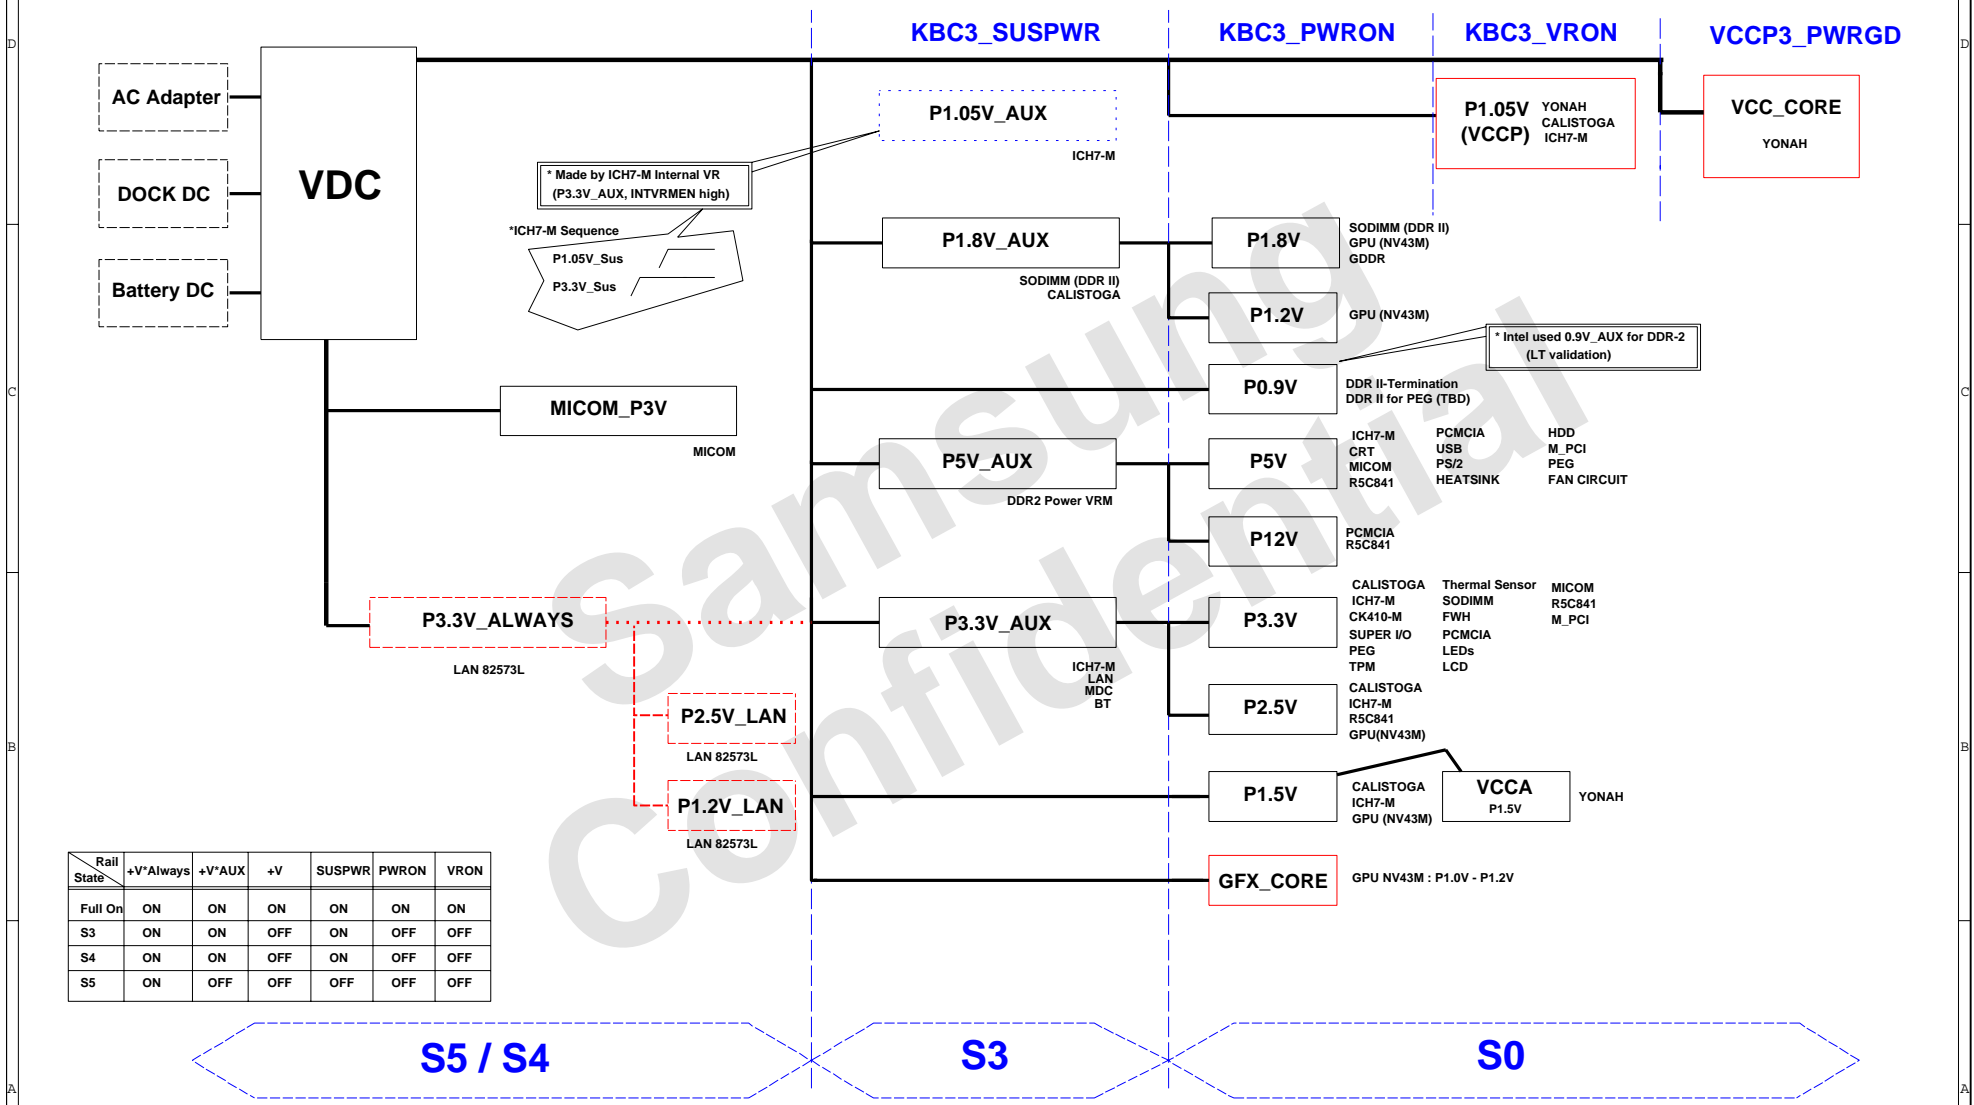 KBC3_SUSPWR
KBC3_PWRON
KBC3_VRON
VCCP3_PWRGD
D
D
AC Adapter
DOCK DC
Battery DC
VDC
P1.05V_AUX
ICH7-M
* Made by ICH7-M Internal VR
(P3.3V_AUX, INTVRMEN high)
*ICH7-M Sequence
P1.05V_Sus
P3.3V_Sus
P1.05V
(VCCP)
YONAH
CALISTOGA
ICH7-M
VCC_CORE
YONAH
P1.8V_AUX
SODIMM (DDR II)
CALISTOGA
P1.8V
SODIMM (DDR II)
GPU (NV43M)
GDDR
P1.2V
GPU (NV43M)
* Intel used 0.9V_AUX for DDR-2
(LT validation)
C
C
MICOM_P3V
MICOM
P0.9V
DDR II-Termination
DDR II for PEG (TBD)
P5V_AUX
DDR2 Power VRM
P5V
ICH7-M
CRT
MICOM
R5C841
PCMCIA
USB
PS/2
HEATSINK
HDD
M_PCI
PEG
FAN CIRCUIT
P12V
PCMCIA
R5C841
P3.3V_ALWAYS
LAN 82573L
P3.3V_AUX
ICH7-M
LAN
MDC
BT
P3.3V
CALISTOGA
ICH7-M
CK410-M
SUPER I/O
PEG
TPM
Thermal Sensor
SODIMM
FWH
PCMCIA
LEDs
LCD
MICOM
R5C841
M_PCI
P2.5V_LAN
LAN 82573L
P2.5V
CALISTOGA
ICH7-M
R5C841
GPU(NV43M)
B
B
P1.2V_LAN
LAN 82573L
P1.5V
CALISTOGA
ICH7-M
GPU (NV43M)
VCCA
P1.5V
YONAH
GFX_CORE
GPU NV43M : P1.0V - P1.2V
Samsung
Confidential
Rail
State
+V*Always +V*AUX +V SUSPWR PWRON VRON
Full On ON ON ON ON ON ON
S3 ON ON OFF ON OFF OFF
S4 ON ON OFF ON OFF OFF
S5 ON OFF OFF OFF OFF OFF
S5 / S4
S3
S0
A
A